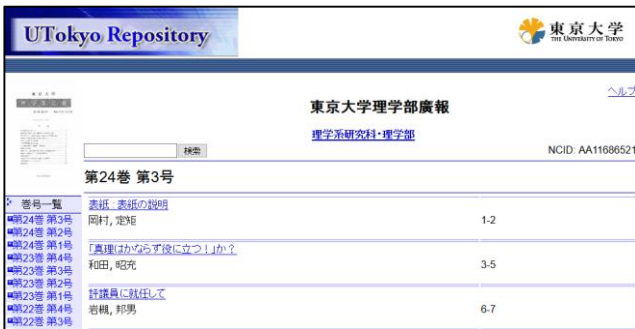 UTokyo Repository
東京大学
THE UNIVERSITY OF TOKYO
ヘルプ
東京大学理学部廣報
理学系研究科・理学部
検索
NCID: AA11686521
第24巻 第3号
巻号一覧
第24巻 第3号
第24巻 第2号
第24巻 第1号
第23巻 第4号
第23巻 第3号
第23巻 第2号
第23巻 第1号
第22巻 第4号
第22巻 第3号
表紙 : 表紙の説明
岡村, 定矩 1-2
「真理はかならず役に立つ!」か?
和田, 昭充 3-5
評議員に就任して
岩槻, 邦男 6-7